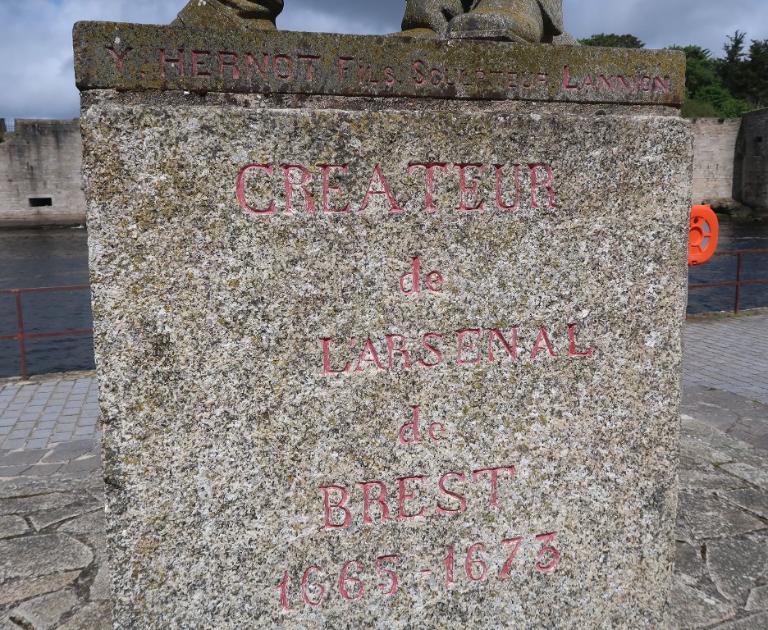 Y. HERNOT FILS. SCULPTEUR LANNION
CREATEUR
de
L'ARSENAL
de
BREST
1665-1673